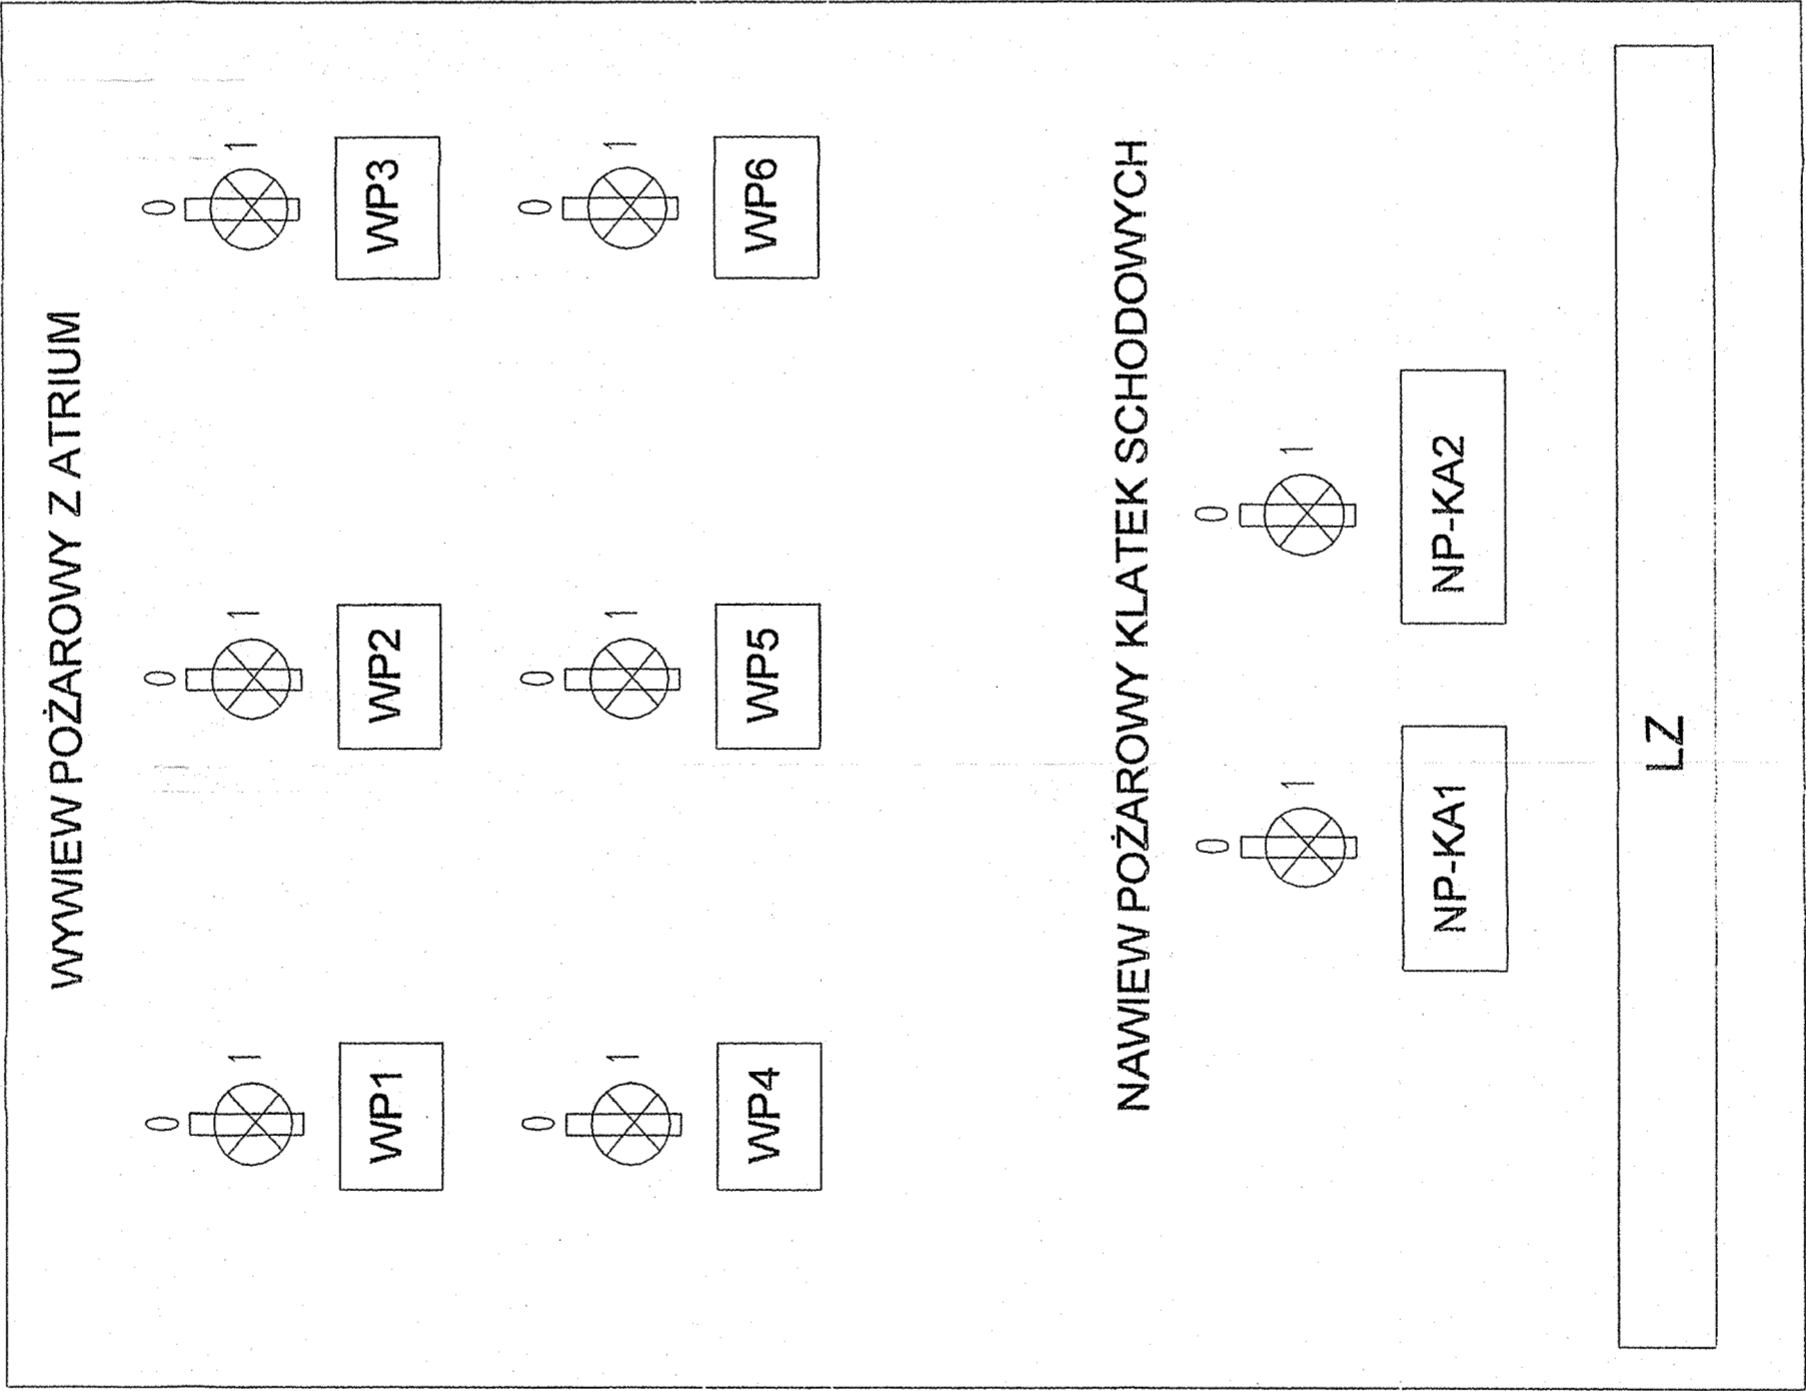 WYWIEW POŻAROWY Z ATRIUM
0 1 0 1 0 1
WP1 WP2 WP3
0 1 0 1 0 1
WP4 WP5 WP6
NAWIEW POŻAROWY KLATEK SCHODOWYCH
0 1 0 1
NP-KA1 NP-KA2
LZ